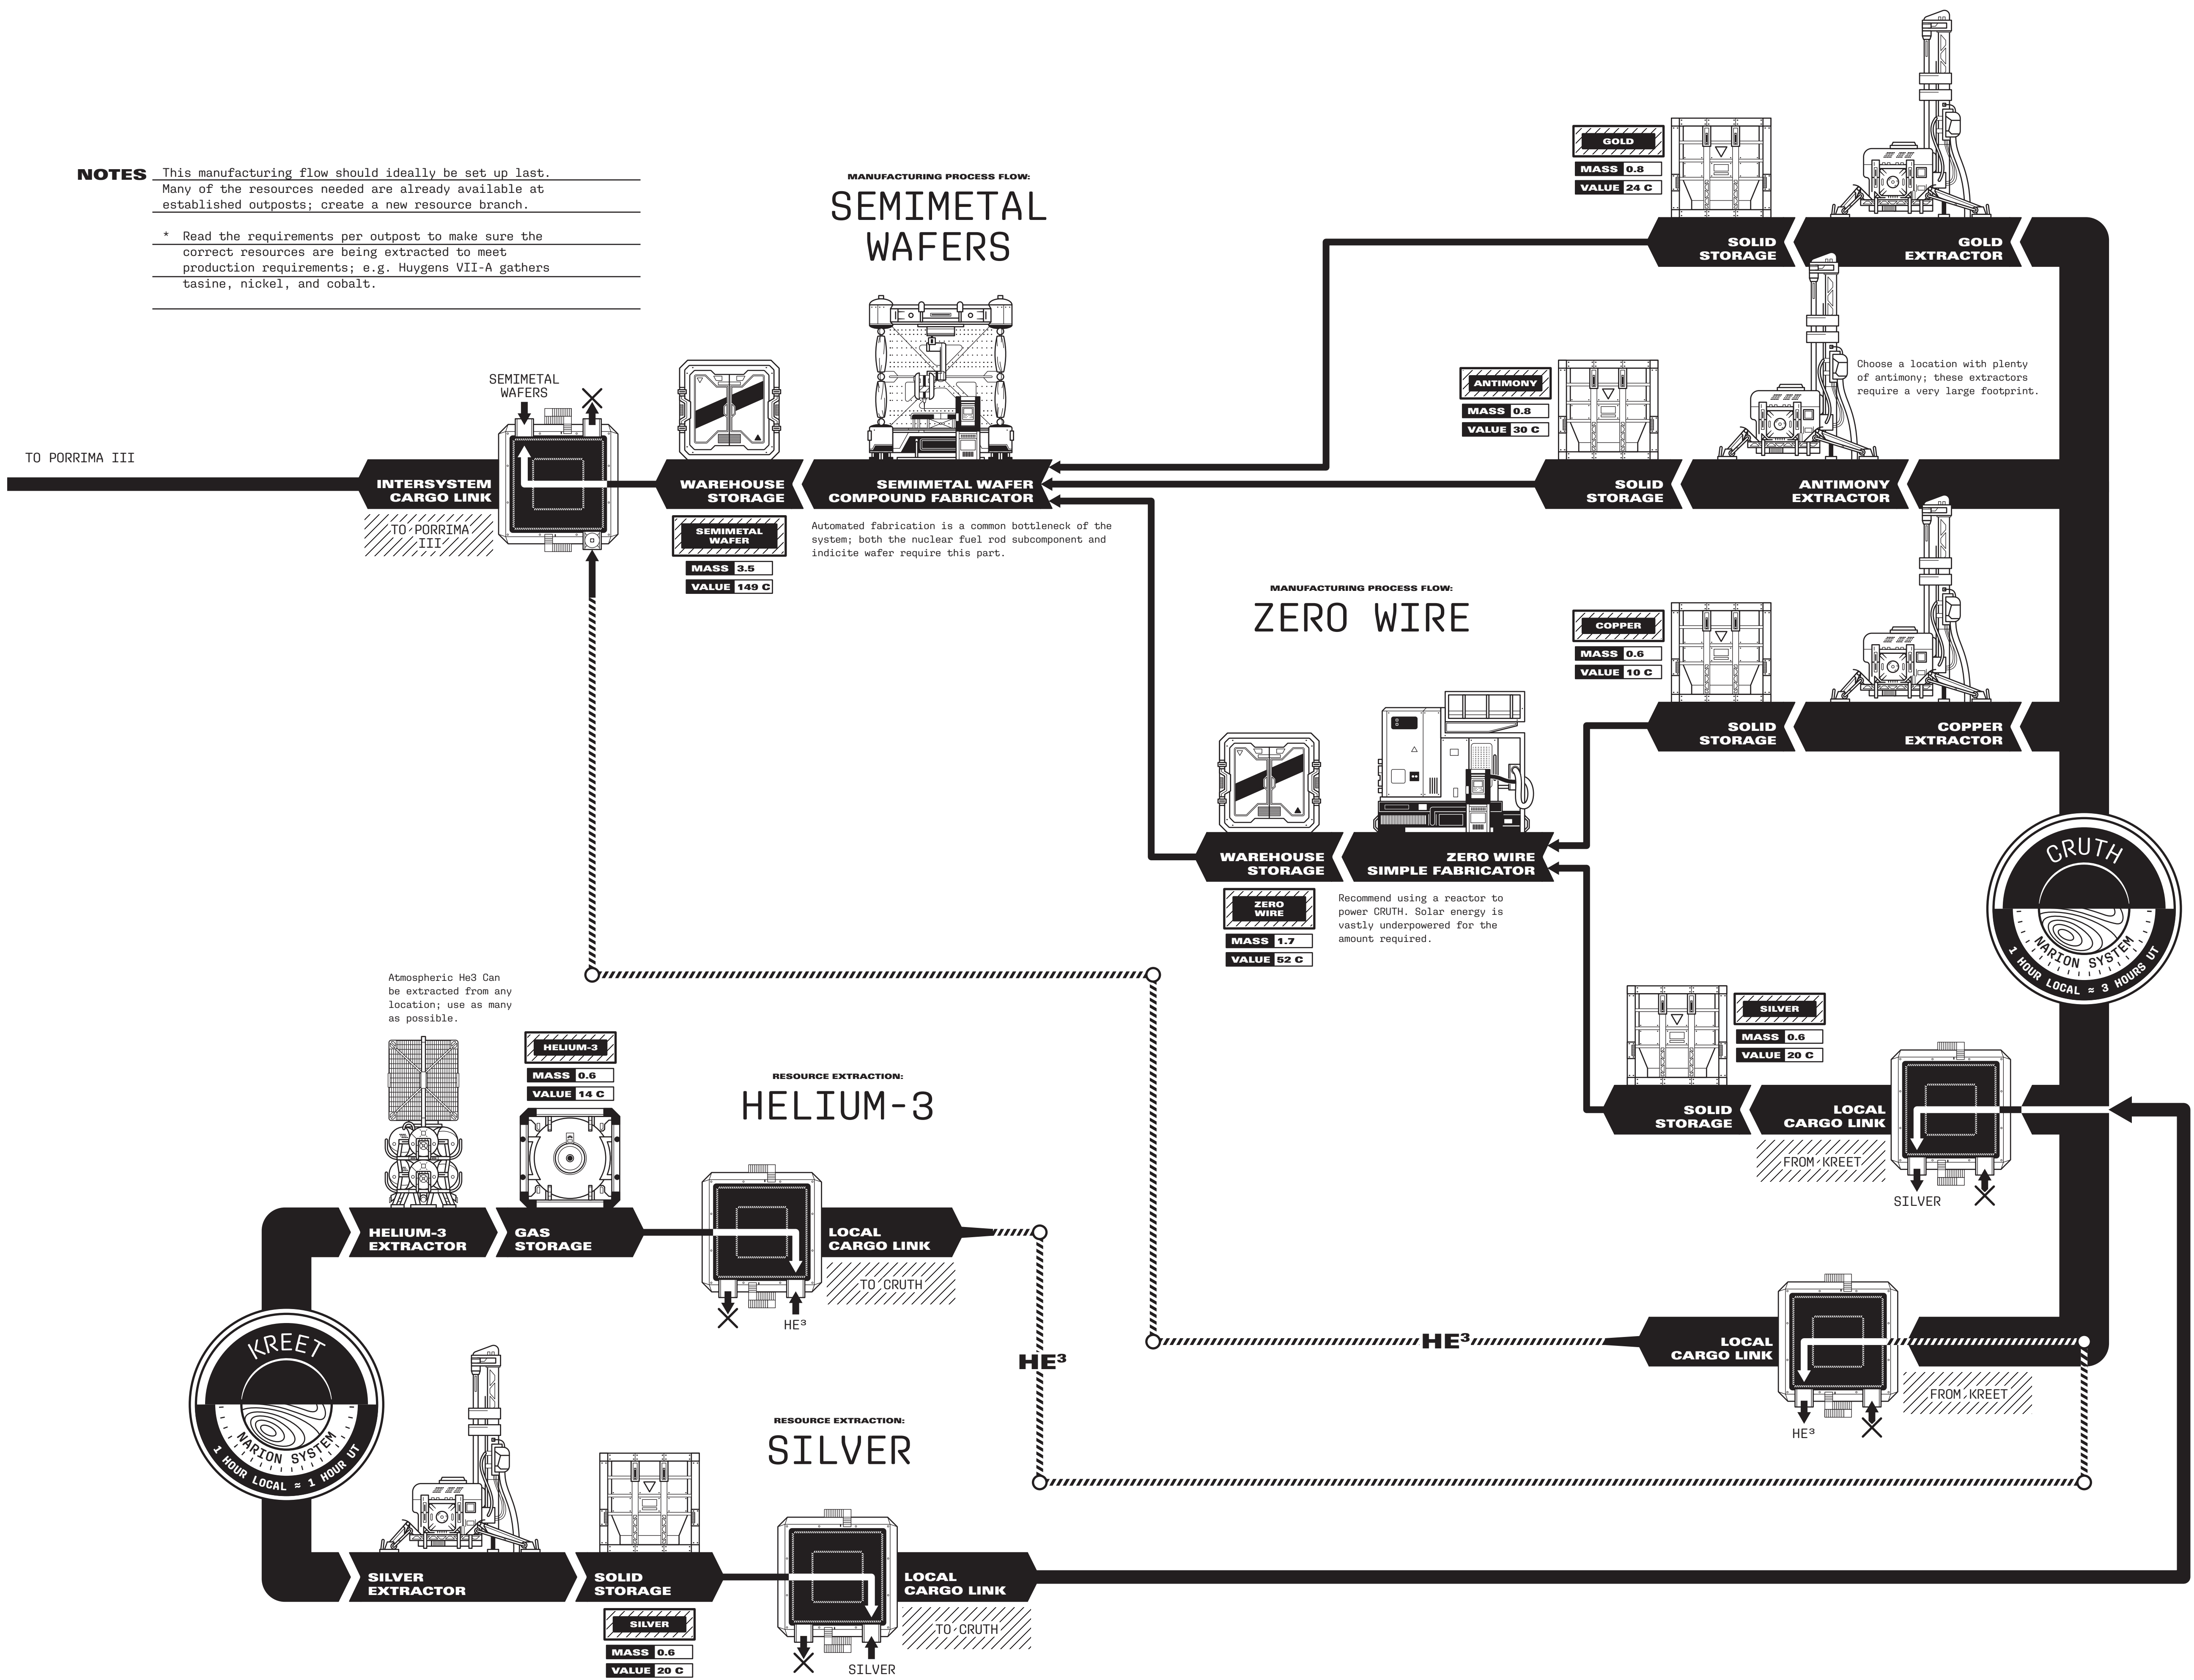 NOTES
This manufacturing flow should ideally be set up last.
Many of the resources needed are already available at
established outposts; create a new resource branch.
* Read the requirements per outpost to make sure the
correct resources are being extracted to meet
production requirements; e.g. Huygens VII-A gathers
tasine, nickel, and cobalt.
MANUFACTURING PROCESS FLOW:
SEMIMETAL
WAFERS
GOLD
MASS 0.8
VALUE 24 C
SOLID
STORAGE
GOLD
EXTRACTOR
ANTIMONY
MASS 0.8
VALUE 30 C
Choose a location with plenty
of antimony; these extractors
require a very large footprint.
SOLID
STORAGE
ANTIMONY
EXTRACTOR
TO PORRIMA III
SEMIMETAL
WAFERS
INTERSYSTEM
CARGO LINK
TO PORRIMA
III
WAREHOUSE
STORAGE
SEMIMETAL
WAFER
MASS 3.5
VALUE 149 C
SEMIMETAL WAFER
COMPOUND FABRICATOR
Automated fabrication is a common bottleneck of the
system; both the nuclear fuel rod subcomponent and
indicite wafer require this part.
MANUFACTURING PROCESS FLOW:
ZERO WIRE
COPPER
MASS 0.6
VALUE 10 C
SOLID
STORAGE
COPPER
EXTRACTOR
WAREHOUSE
STORAGE
ZERO WIRE
SIMPLE FABRICATOR
ZERO
WIRE
MASS 1.7
VALUE 52 C
Recommend using a reactor to
power CRUTH. Solar energy is
vastly underpowered for the
amount required.
CRUTH
NARION SYSTEM
1 HOUR LOCAL ≈ 3 HOURS UT
SILVER
MASS 0.6
VALUE 20 C
SOLID
STORAGE
LOCAL
CARGO LINK
FROM KREET
SILVER
Atmospheric He3 Can
be extracted from any
location; use as many
as possible.
HELIUM-3
MASS 0.6
VALUE 14 C
RESOURCE EXTRACTION:
HELIUM-3
HELIUM-3
EXTRACTOR
GAS
STORAGE
LOCAL
CARGO LINK
TO CRUTH
HE³
HE³
HE³
LOCAL
CARGO LINK
FROM KREET
HE³
KREET
NARION SYSTEM
1 HOUR LOCAL ≈ 1 HOUR UT
RESOURCE EXTRACTION:
SILVER
SILVER
EXTRACTOR
SOLID
STORAGE
SILVER
MASS 0.6
VALUE 20 C
LOCAL
CARGO LINK
TO CRUTH
SILVER